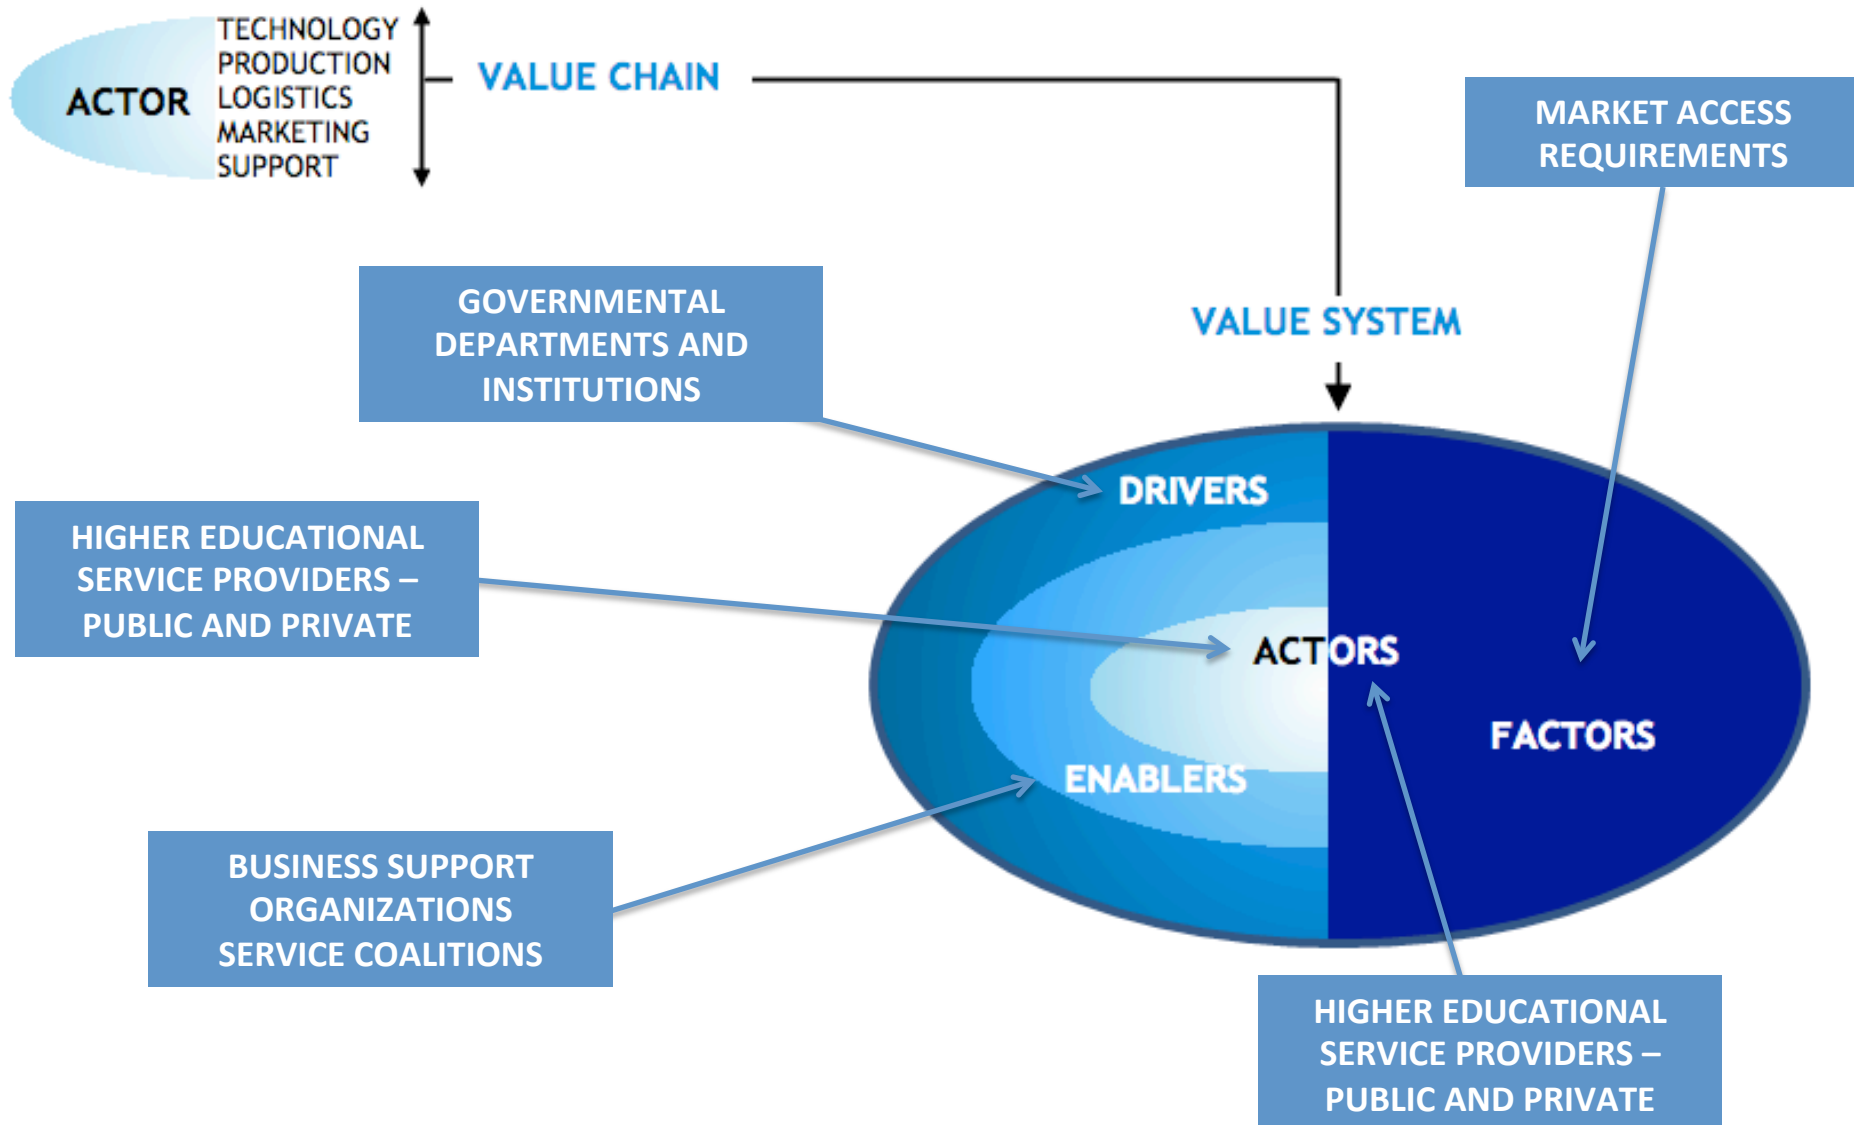 TECHNOLOGY
PRODUCTION
ACTOR LOGISTICS
MARKETING
SUPPORT
VALUE CHAIN
MARKET ACCESS
REQUIREMENTS
GOVERNMENTAL
DEPARTMENTS AND
INSTITUTIONS
VALUE SYSTEM
DRIVERS
HIGHER EDUCATIONAL
SERVICE PROVIDERS –
PUBLIC AND PRIVATE
ACTORS
FACTORS
ENABLERS
BUSINESS SUPPORT
ORGANIZATIONS
SERVICE COALITIONS
HIGHER EDUCATIONAL
SERVICE PROVIDERS –
PUBLIC AND PRIVATE